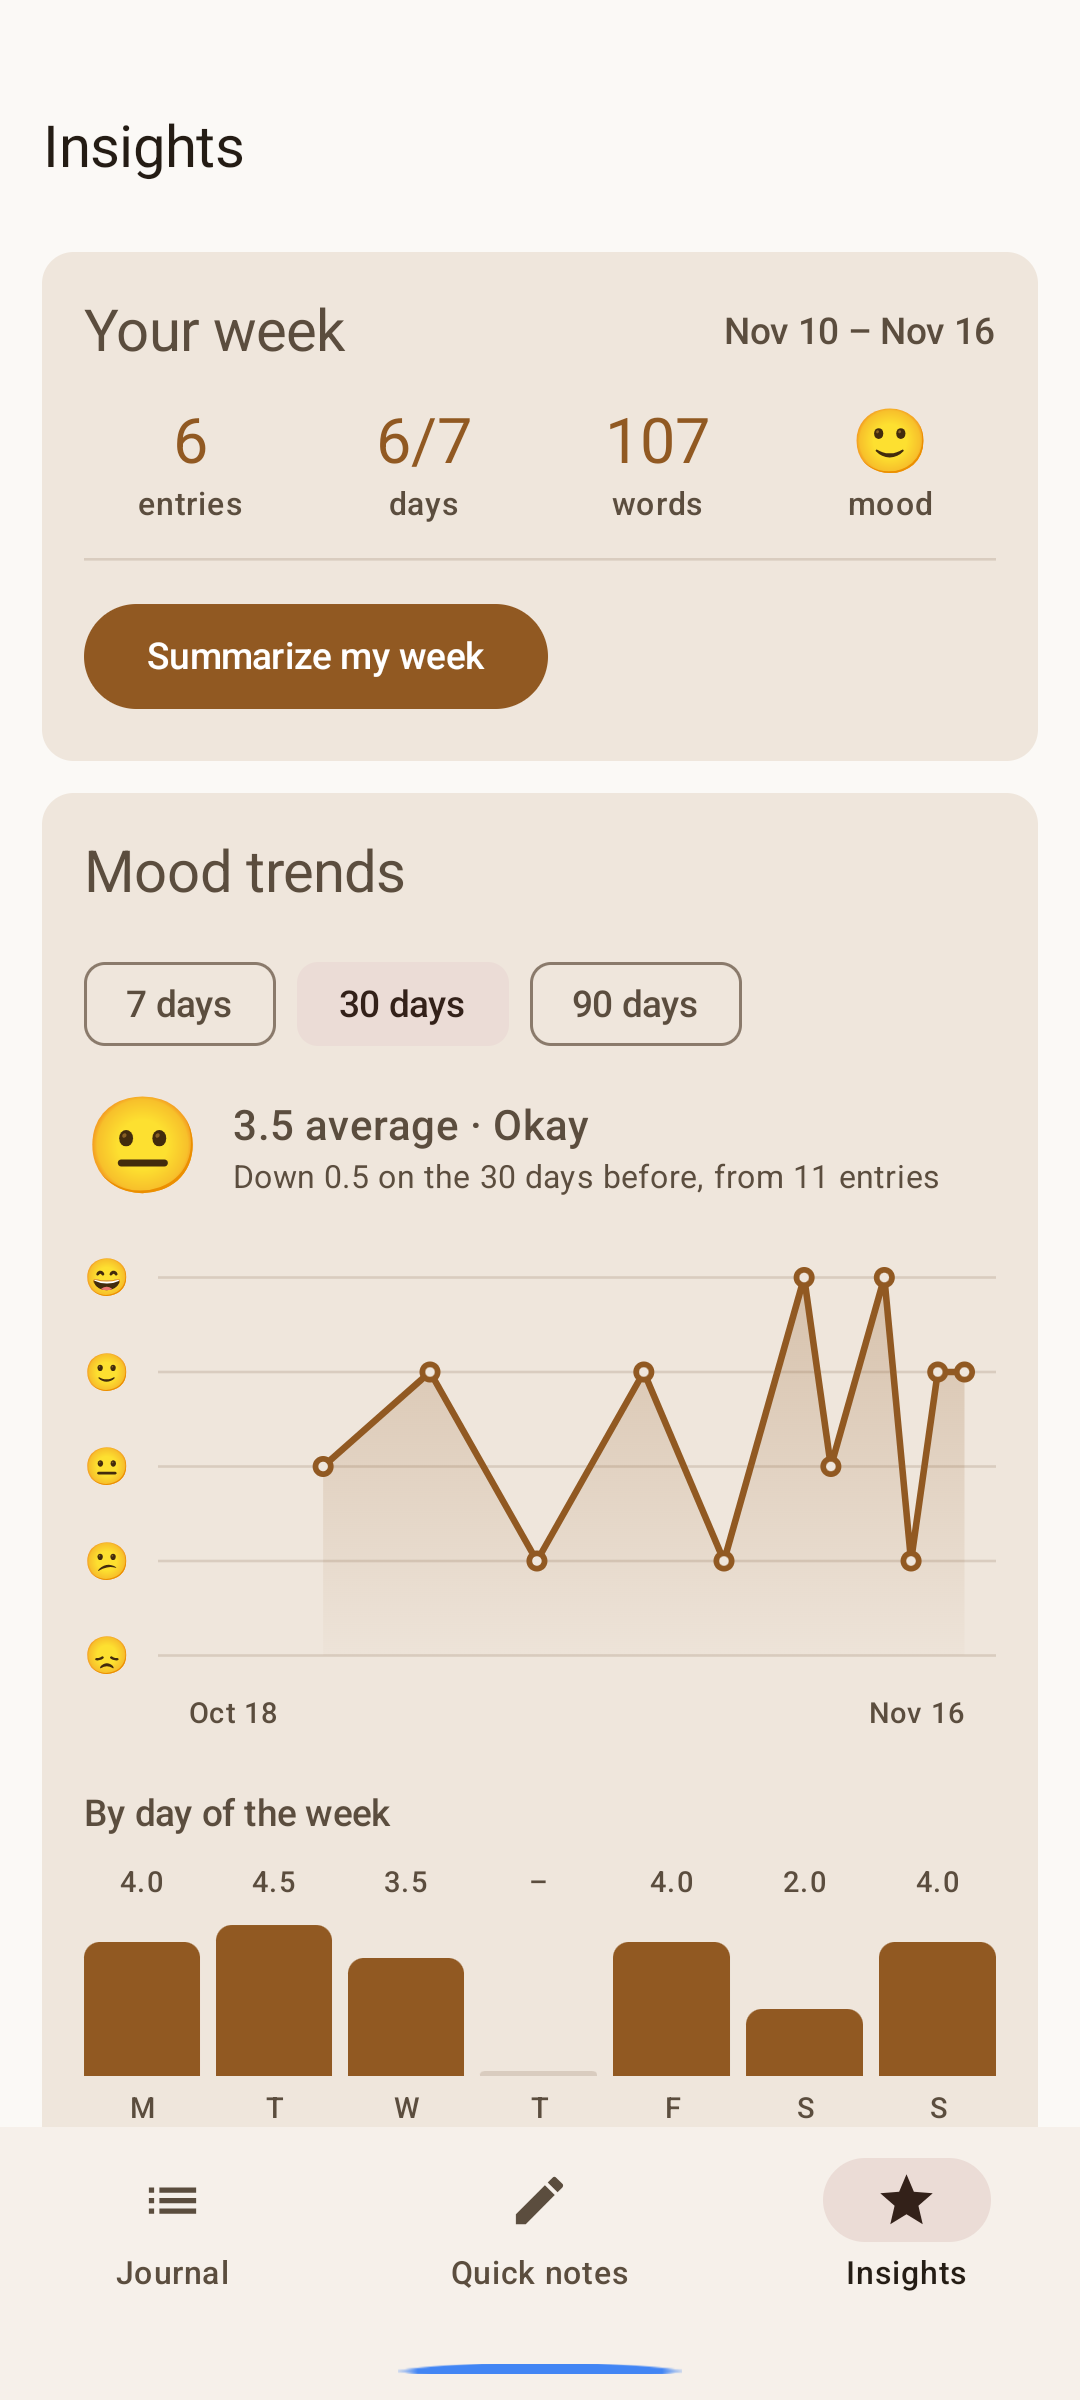 Insights
Your week
Nov 10 – Nov 16
6
6/7
107
entries
days
words
mood
Summarize my week
Mood trends
7 days
30 days
90 days
3.5 average · Okay
Down 0.5 on the 30 days before, from 11 entries
Oct 18
Nov 16
By day of the week
4.0
4.5
3.5
–
4.0
2.0
4.0
M
T
W
T
F
S
S
Journal
Quick notes
Insights